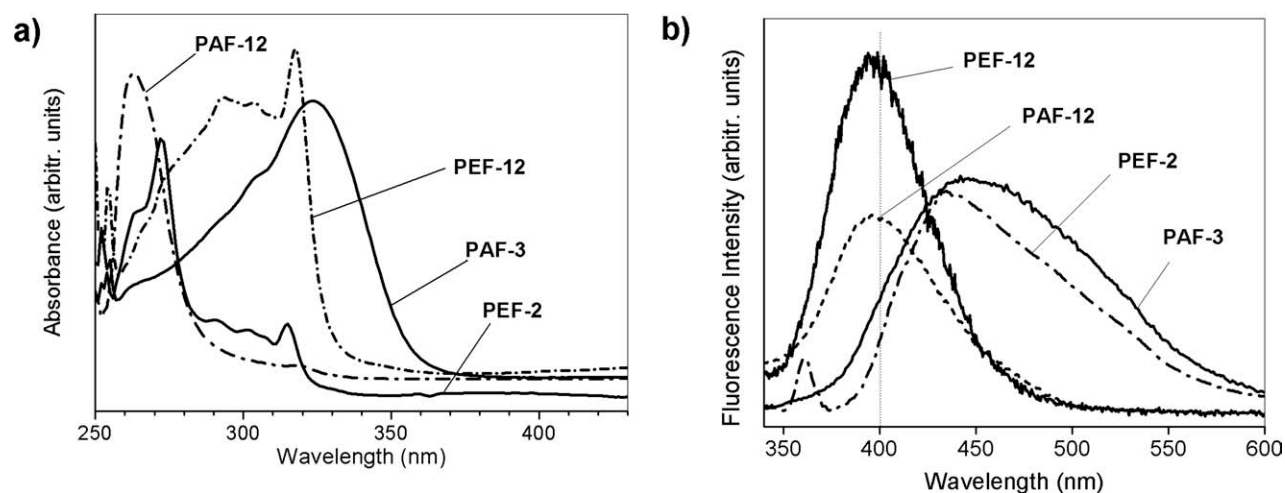 a)
PAF-12
PEF-12
PAF-3
PEF-2
Absorbance (arbitr. units)
250 300 350 400
Wavelength (nm)
b)
PEF-12
PAF-12
PEF-2
PAF-3
Fluorescence Intensity (arbitr. units)
350 400 450 500 550 600
Wavelength (nm)